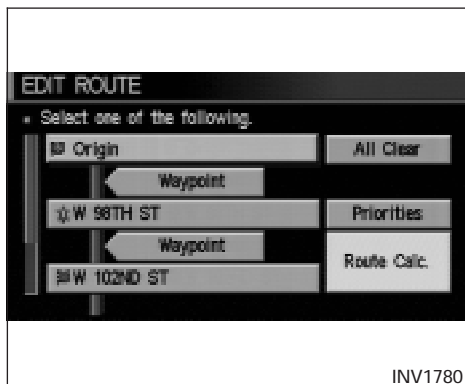 EDIT ROUTE
Select one of the following.
Origin
All Clear
Waypoint
W 98TH ST
Priorities
Waypoint
Route Calc.
W 102ND ST
INV1780